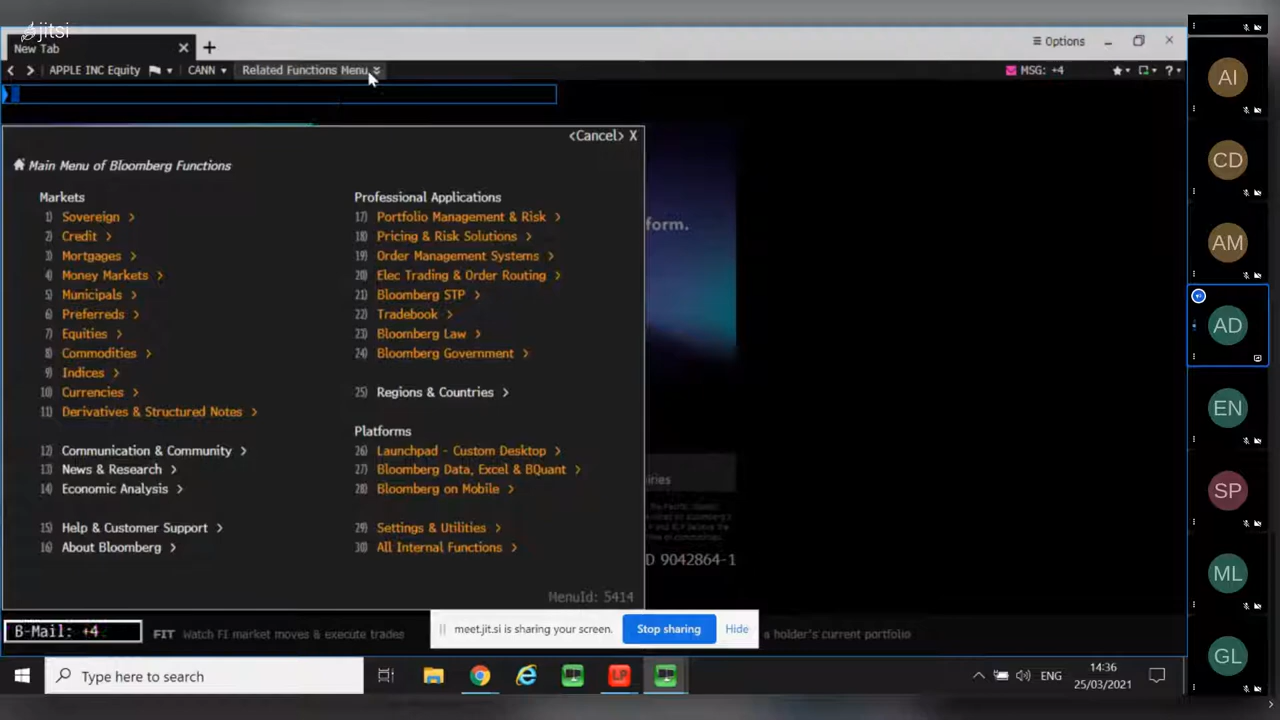 jitsi
New Tab
Options
APPLE INC Equity
CANN
Related Functions Menu
MSG: +4
<Cancel> X
Main Menu of Bloomberg Functions
Markets
1) Sovereign >
2) Credit >
3) Mortgages >
4) Money Markets >
5) Municipals >
6) Preferreds >
7) Equities >
8) Commodities >
9) Indices >
10) Currencies >
11) Derivatives & Structured Notes >
12) Communication & Community >
13) News & Research >
14) Economic Analysis >
15) Help & Customer Support >
16) About Bloomberg >
Professional Applications
17) Portfolio Management & Risk >
18) Pricing & Risk Solutions >
19) Order Management Systems >
20) Elec Trading & Order Routing >
21) Bloomberg STP >
22) Tradebook >
23) Bloomberg Law >
24) Bloomberg Government >
25) Regions & Countries >
Platforms
26) Launchpad - Custom Desktop >
27) Bloomberg Data, Excel & BQuant >
28) Bloomberg on Mobile >
29) Settings & Utilities >
30) All Internal Functions >
MenuId: 5414
form.
iries
D 9042864-1
B-Mail: +4
FIT Watch FI market moves & execute trades
a holder's current portfolio
meet.jit.si is sharing your screen.
Stop sharing
Hide
Type here to search
ENG
14:36
25/03/2021
AI
CD
AM
AD
EN
SP
ML
GL